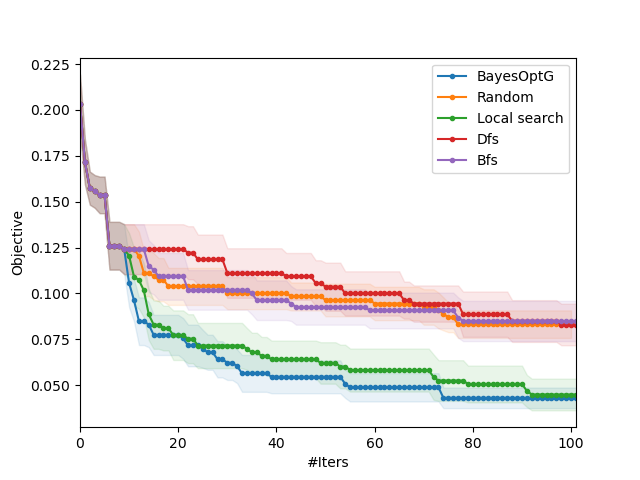 0.225
0.200
0.175
0.150
0.125
0.100
0.075
0.050
Objective
0 20 40 60 80 100
#Iters
BayesOptG
Random
Local search
Dfs
Bfs